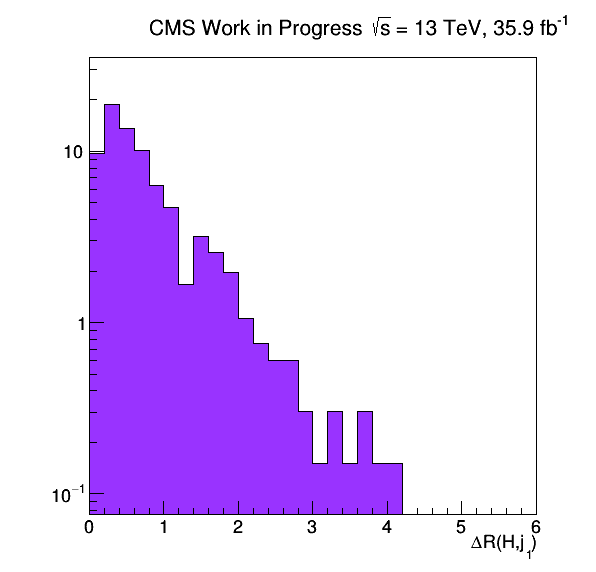 CMS Work in Progress √s = 13 TeV, 35.9 fb⁻¹
10
1
10⁻¹
0 1 2 3 4 5 6
ΔR(H,j₁)